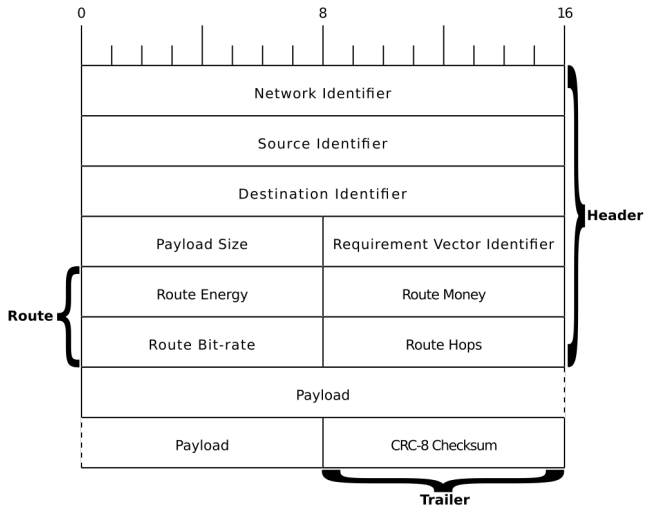 0 8 16
Network Identifier
Source Identifier
Destination Identifier
Payload Size Requirement Vector Identifier
Header
Route Energy Route Money
Route
Route Bit-rate Route Hops
Payload
Payload CRC-8 Checksum
Trailer